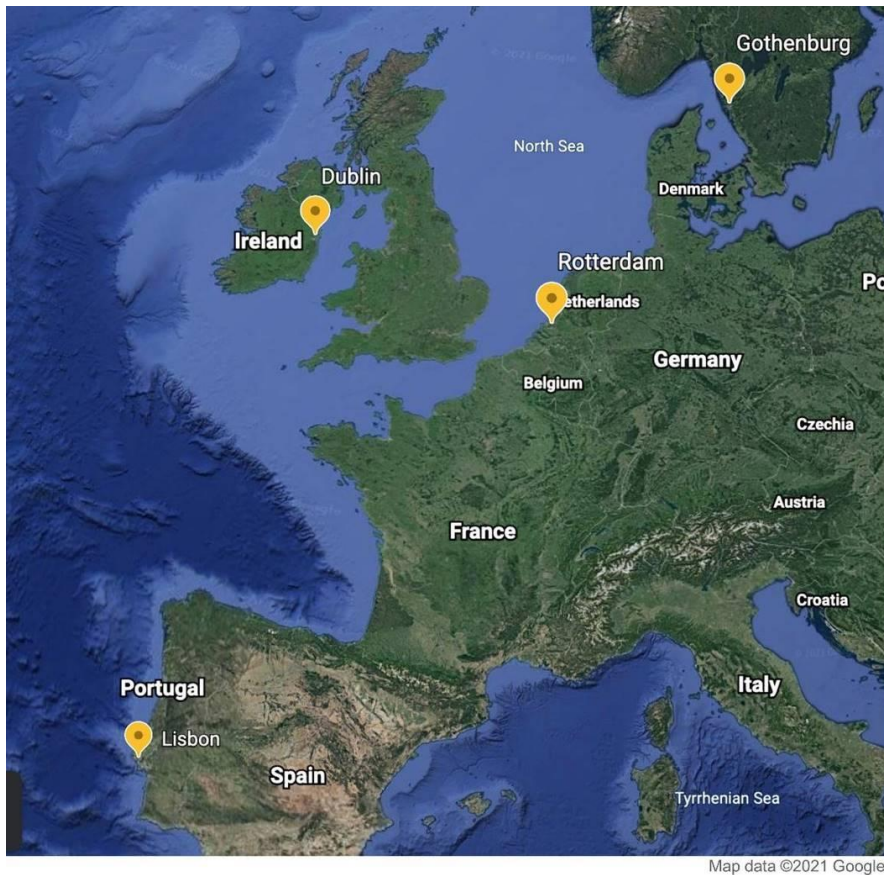 Gothenburg
North Sea
Dublin
Denmark
Ireland
Rotterdam
etherlands
Po
Germany
Belgium
Czechia
Austria
France
Croatia
Portugal
Italy
Lisbon
Spain
Tyrrhenian Sea
Map data ©2021 Google